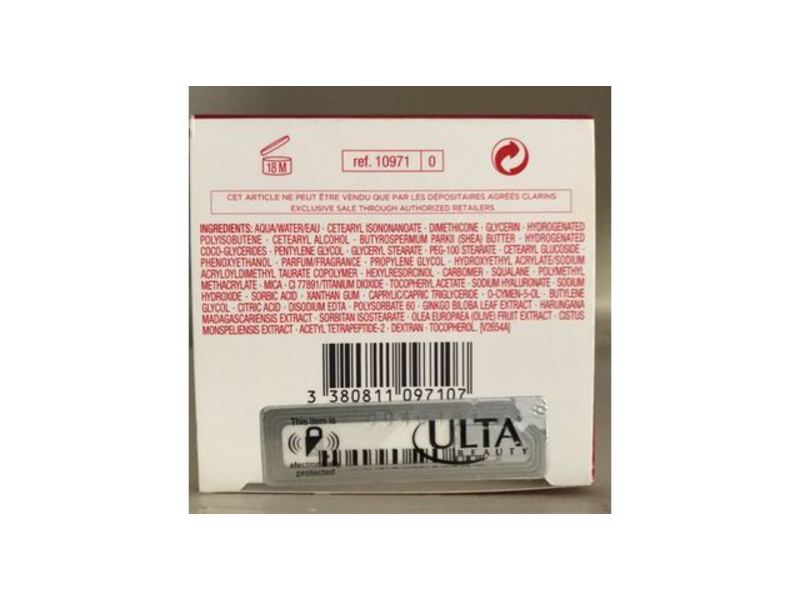 18 M
ref. 10971 0
CET ARTICLE NE PEUT ÊTRE VENDU QUE PAR LES DÉPOSITAIRES AGRÉÉS CLARINS
EXCLUSIVE SALE THROUGH AUTHORIZED RETAILERS
INGREDIENTS: AQUA/WATER/EAU - CETEARYL ISONONANOATE - DIMETHICONE - GLYCERIN - HYDROGENATED
POLYISOBUTENE - CETEARYL ALCOHOL - BUTYROSPERMUM PARKII (SHEA) BUTTER - HYDROGENATED
COCO-GLYCERIDES - PENTYLENE GLYCOL - GLYCERYL STEARATE - PEG-100 STEARATE - CETEARYL GLUCOSIDE -
PHENOXYETHANOL - PARFUM/FRAGRANCE - PROPYLENE GLYCOL - HYDROXYETHYL ACRYLATE/SODIUM
ACRYLOYLDIMETHYL TAURATE COPOLYMER - HEXYLRESORCINOL - CARBOMER - SQUALANE - POLYMETHYL
METHACRYLATE - MICA - CI 77891/TITANIUM DIOXIDE - TOCOPHERYL ACETATE - SODIUM HYALURONATE - SODIUM
HYDROXIDE - SORBIC ACID - XANTHAN GUM - CAPRYLIC/CAPRIC TRIGLYCERIDE - O-CYMEN-5-OL - BUTYLENE
GLYCOL - CITRIC ACID - DISODIUM EDTA - POLYSORBATE 60 - GINKGO BILOBA LEAF EXTRACT - HARUNGANA
MADAGASCARIENSIS EXTRACT - SORBITAN ISOSTEARATE - OLEA EUROPAEA (OLIVE) FRUIT EXTRACT - CISTUS
MONSPELIENSIS EXTRACT - ACETYL TETRAPEPTIDE-2 - DEXTRAN - TOCOPHEROL. [V2654A]
3 380811 097107
This item is
electronically
protected
ULTA®
BEAUTY